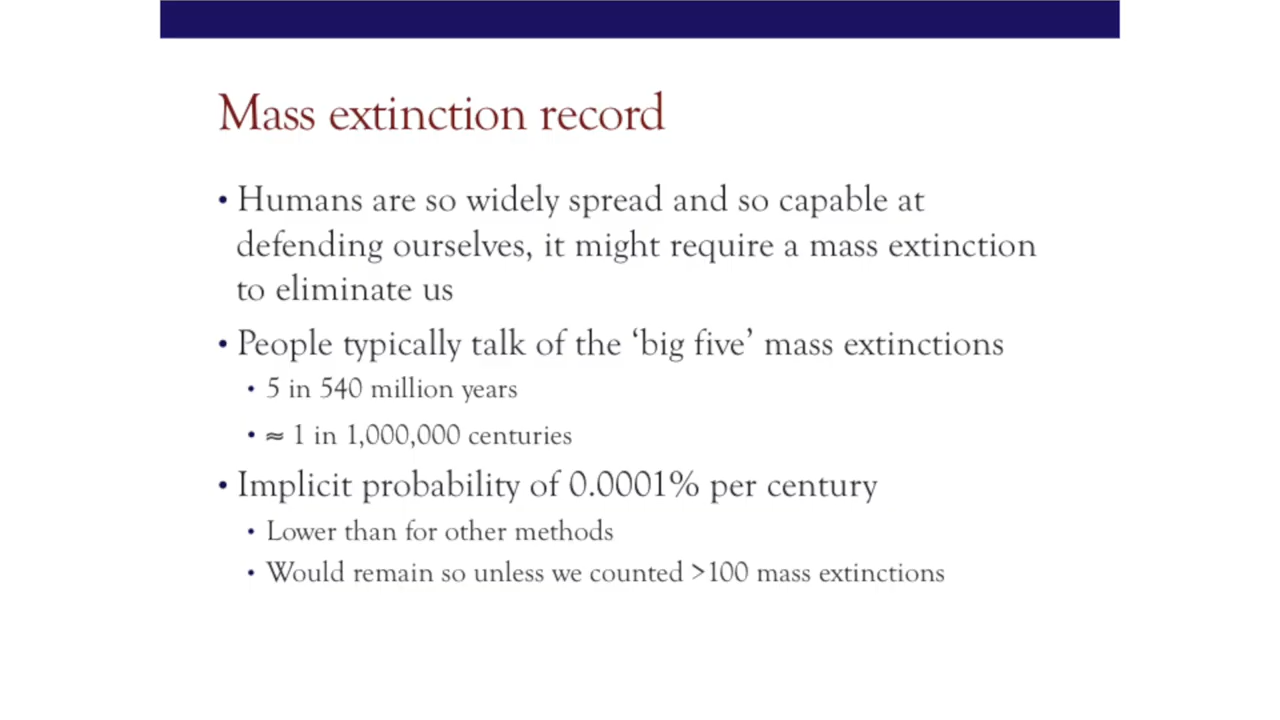 Mass extinction record
• Humans are so widely spread and so capable at
defending ourselves, it might require a mass extinction
to eliminate us
• People typically talk of the ‘big five’ mass extinctions
• 5 in 540 million years
• ≈ 1 in 1,000,000 centuries
• Implicit probability of 0.0001% per century
• Lower than for other methods
• Would remain so unless we counted >100 mass extinctions